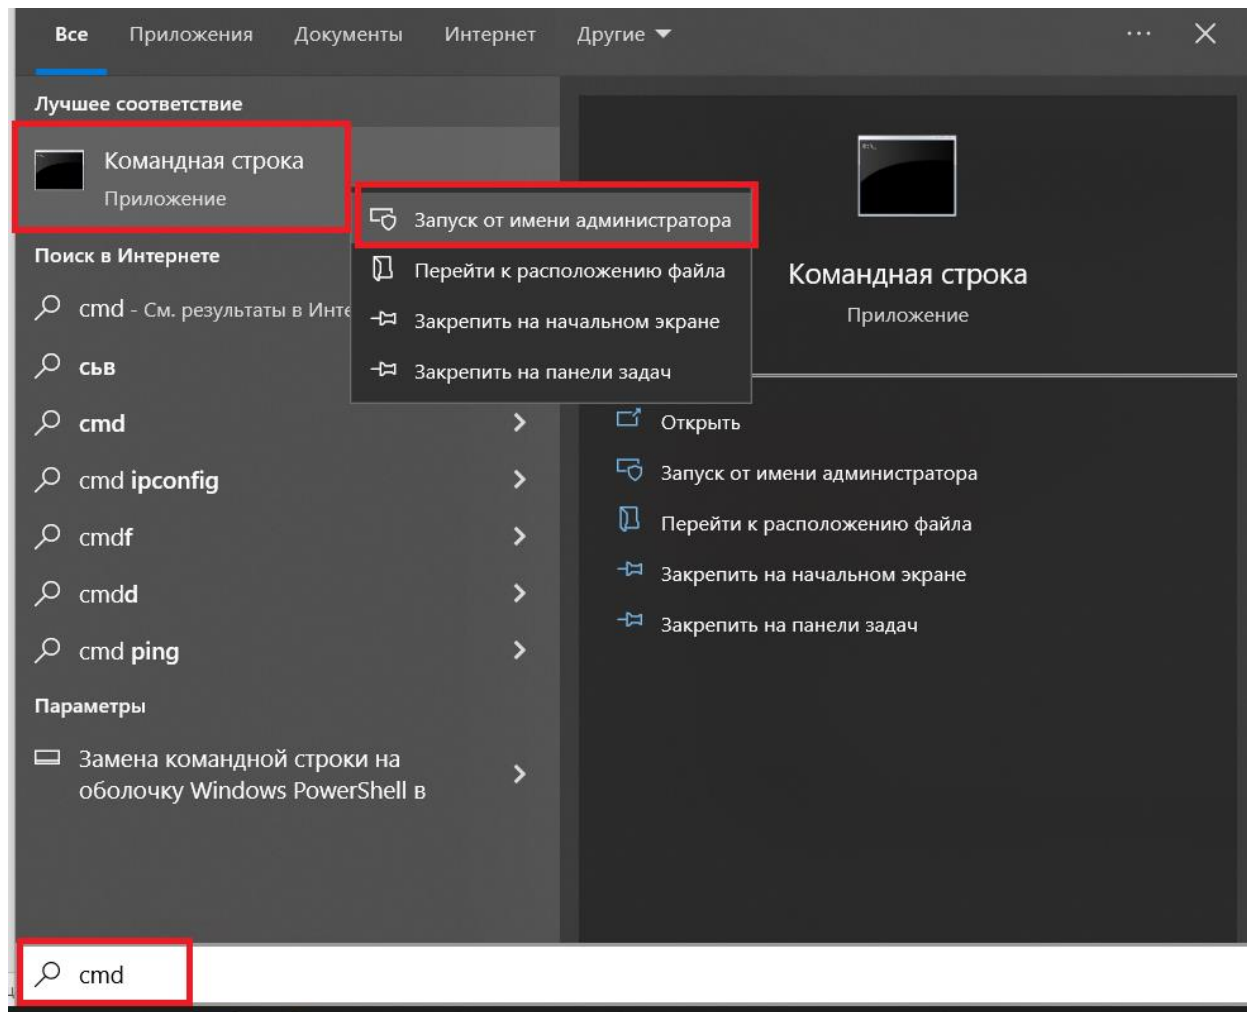 Все Приложения Документы Интернет Другие
Лучшее соответствие
Командная строка
Приложение
Запуск от имени администратора
Перейти к расположению файла
Закрепить на начальном экране
Закрепить на панели задач
Поиск в Интернете
cmd - См. результаты в Инте
сьв
cmd
cmd ipconfig
cmdf
cmdd
cmd ping
Параметры
Замена командной строки на
оболочку Windows PowerShell в
cmd
Командная строка
Приложение
Открыть
Запуск от имени администратора
Перейти к расположению файла
Закрепить на начальном экране
Закрепить на панели задач